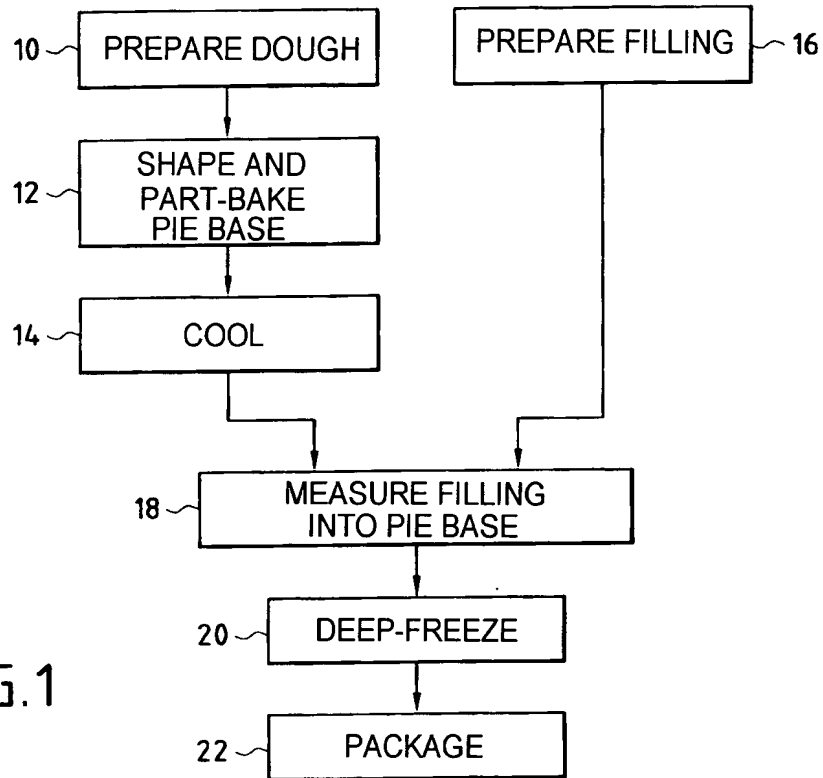 10 PREPARE DOUGH
PREPARE FILLING 16
12 SHAPE AND
PART-BAKE
PIE BASE
14 COOL
18 MEASURE FILLING
INTO PIE BASE
20 DEEP-FREEZE
G.1
22 PACKAGE